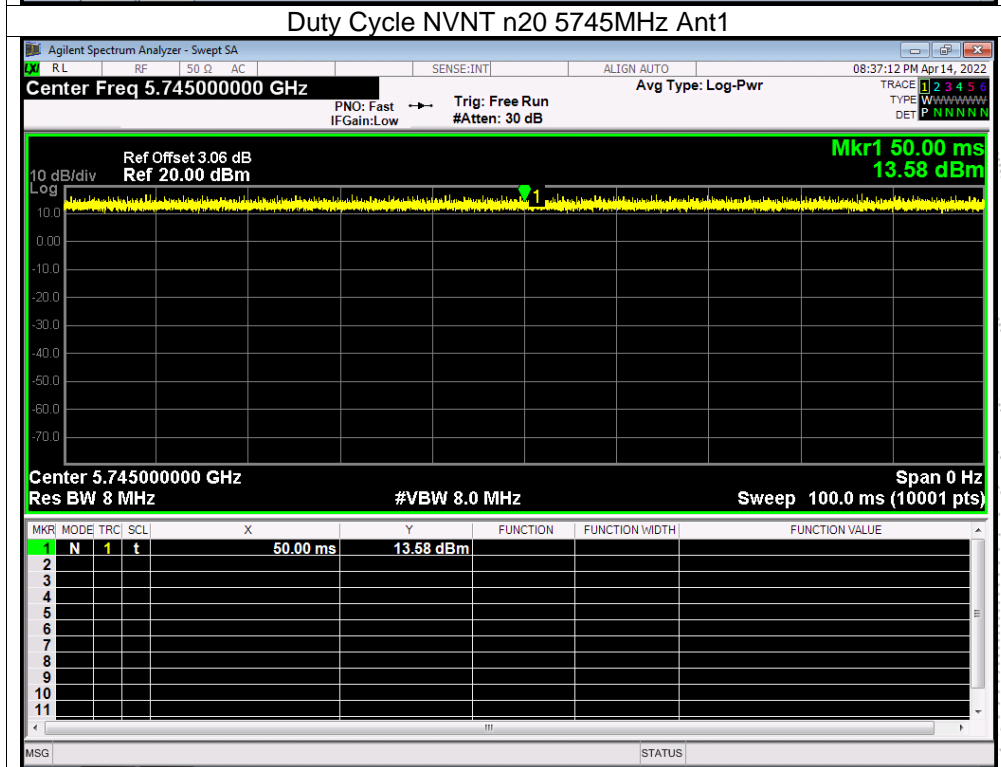 Duty Cycle NVNT n20 5745MHz Ant1
Agilent Spectrum Analyzer - Swept SA
LXI RL RF 50 Ω AC SENSE:INT ALIGN AUTO 08:37:12 PM Apr 14, 2022
Center Freq 5.745000000 GHz Avg Type: Log-Pwr TRACE 1 2 3 4 5 6
PNO: Fast Trig: Free Run TYPE WWWWWW
IFGain:Low #Atten: 30 dB DET P N N N N N
Mkr1 50.00 ms
Ref Offset 3.06 dB
10 dB/div Ref 20.00 dBm 13.58 dBm
Log
1
10.0
0.00
-10.0
-20.0
-30.0
-40.0
-50.0
-60.0
-70.0
Center 5.745000000 GHz Span 0 Hz
Res BW 8 MHz #VBW 8.0 MHz Sweep 100.0 ms (10001 pts)
MKR MODE TRC SCL X Y FUNCTION FUNCTION WIDTH FUNCTION VALUE
1 N 1 t 50.00 ms 13.58 dBm
2
3
4
5
6
7
8
9
10
11
MSG STATUS